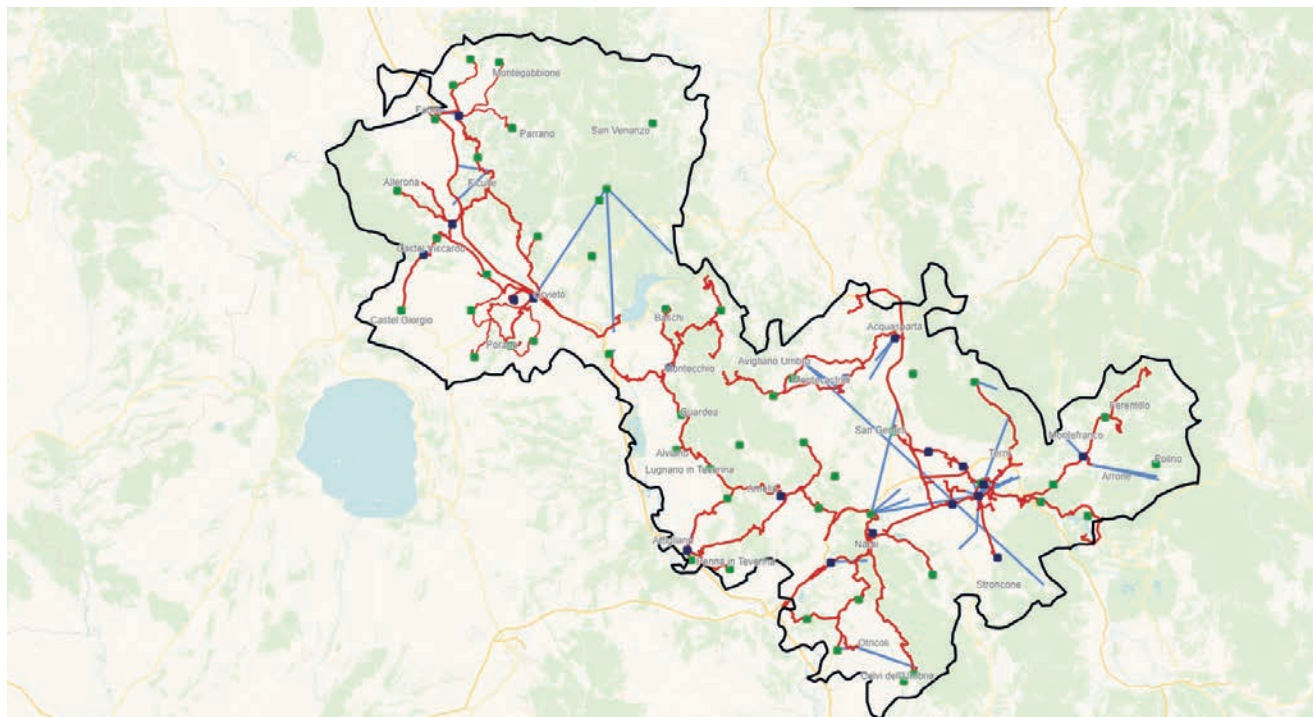 Montegabbione
Parrano
San Venanzo
Allerona
Ficulle
Castel Viscardo
Orvieto
Castel Giorgio
Porano
Baschi
Montecchio
Acquasparta
Avigliano Umbro
Montecastrilli
Guardea
San Gemini
Ferentillo
Montefranco
Terni
Polino
Arrone
Alviano
Lugnano in Teverina
Amelia
Attigliano
Narni
Penna in Teverina
Stroncone
Otricoli
Calvi dell'Umbria